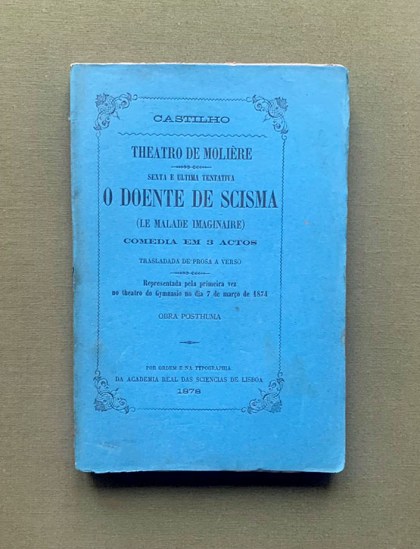 CASTILHO
THEATRO DE MOLIÈRE
SEXTA E ULTIMA TENTATIVA
O DOENTE DE SCISMA
(LE MALADE IMAGINAIRE)
COMEDIA EM 3 ACTOS
TRASLADADA DE PROSA A VERSO
Representada pela primeira vez
no theatro do Gymnasio no dia 7 de março de 1874
OBRA POSTHUMA
POR ORDEM E NA TYPOGRAPHIA
DA ACADEMIA REAL DAS SCIENCIAS DE LISBOA
1878